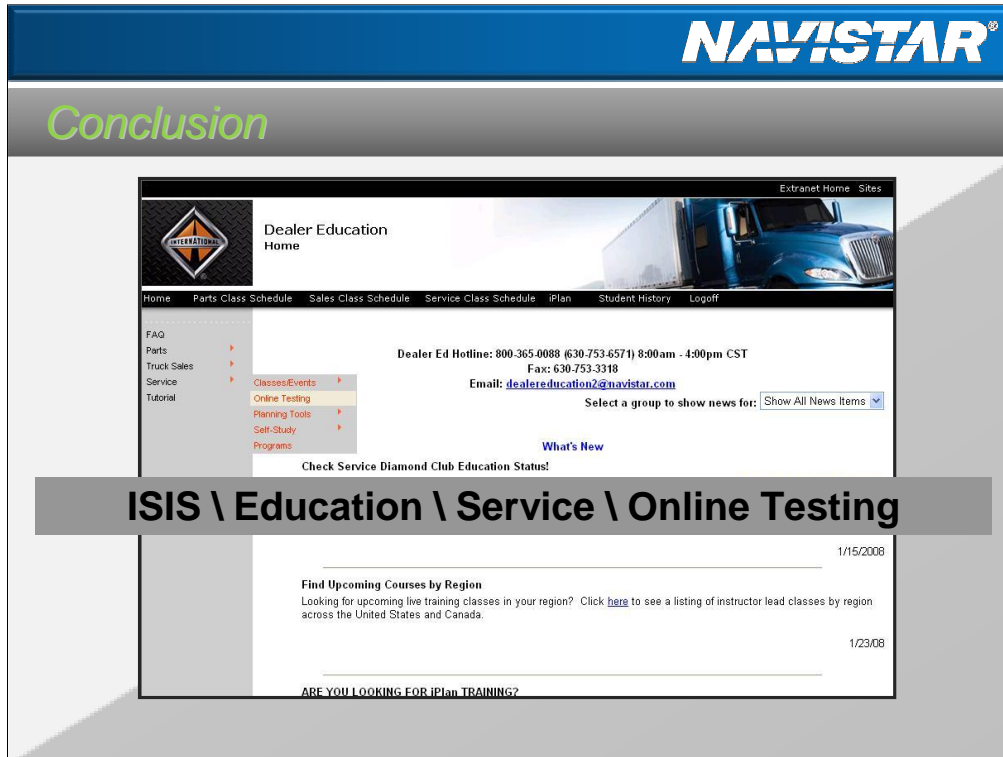 NAVISTAR®
Conclusion
Extranet Home Sites
INTERNATIONAL
Dealer Education
Home
Home Parts Class Schedule Sales Class Schedule Service Class Schedule iPlan Student History Logoff
FAQ
Parts
Truck Sales
Service
Tutorial
Classes/Events
Online Testing
Planning Tools
Self-Study
Programs
Dealer Ed Hotline: 800-365-0088 (630-753-6571) 8:00am - 4:00pm CST
Fax: 630-753-3318
Email: dealereducation2@navistar.com
Select a group to show news for: Show All News Items
What's New
Check Service Diamond Club Education Status!
ISIS \ Education \ Service \ Online Testing
1/15/2008
Find Upcoming Courses by Region
Looking for upcoming live training classes in your region? Click here to see a listing of instructor lead classes by region
across the United States and Canada.
1/23/08
ARE YOU LOOKING FOR iPlan TRAINING?